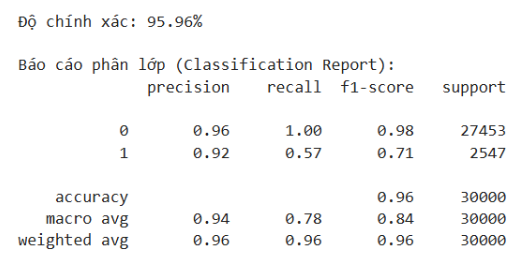 Độ chính xác: 95.96%
Báo cáo phân lớp (Classification Report):
precision recall f1-score support
0 0.96 1.00 0.98 27453
1 0.92 0.57 0.71 2547
accuracy 0.96 30000
macro avg 0.94 0.78 0.84 30000
weighted avg 0.96 0.96 0.96 30000